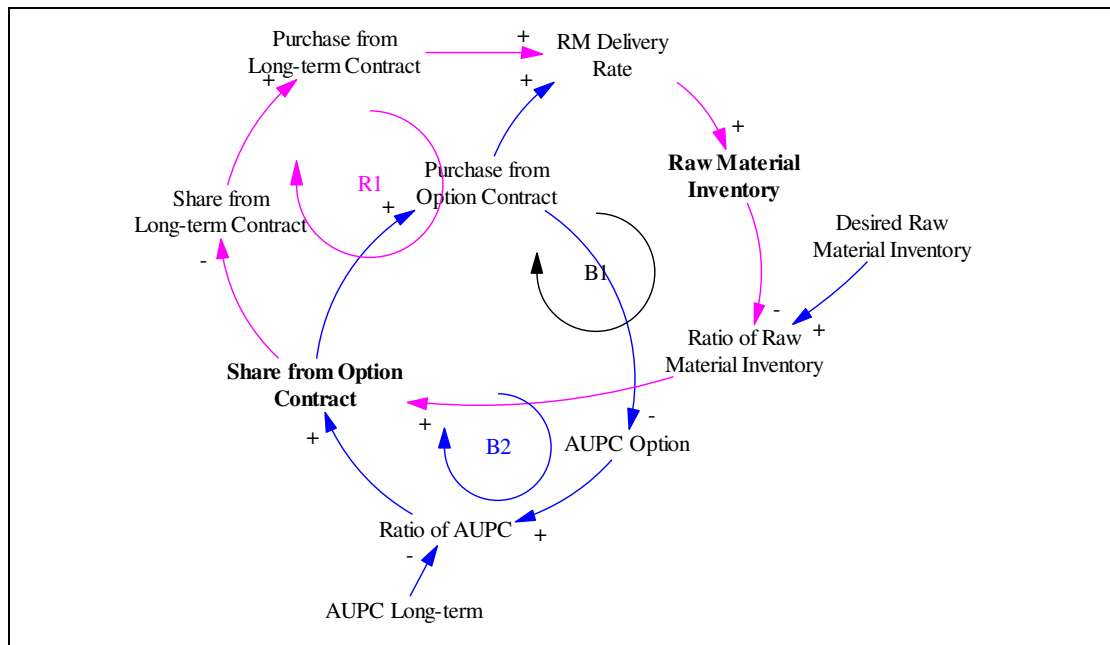 Purchase from
Long-term Contract
+
+
RM Delivery
Rate
+
+
Purchase from
Option Contract
Raw Material
Inventory
R1
Share from
Long-term Contract
+
-
Desired Raw
Material Inventory
B1
-
+
Ratio of Raw
Material Inventory
Share from Option
Contract
+
+
B2
-
AUPC Option
Ratio of AUPC
+
-
AUPC Long-term